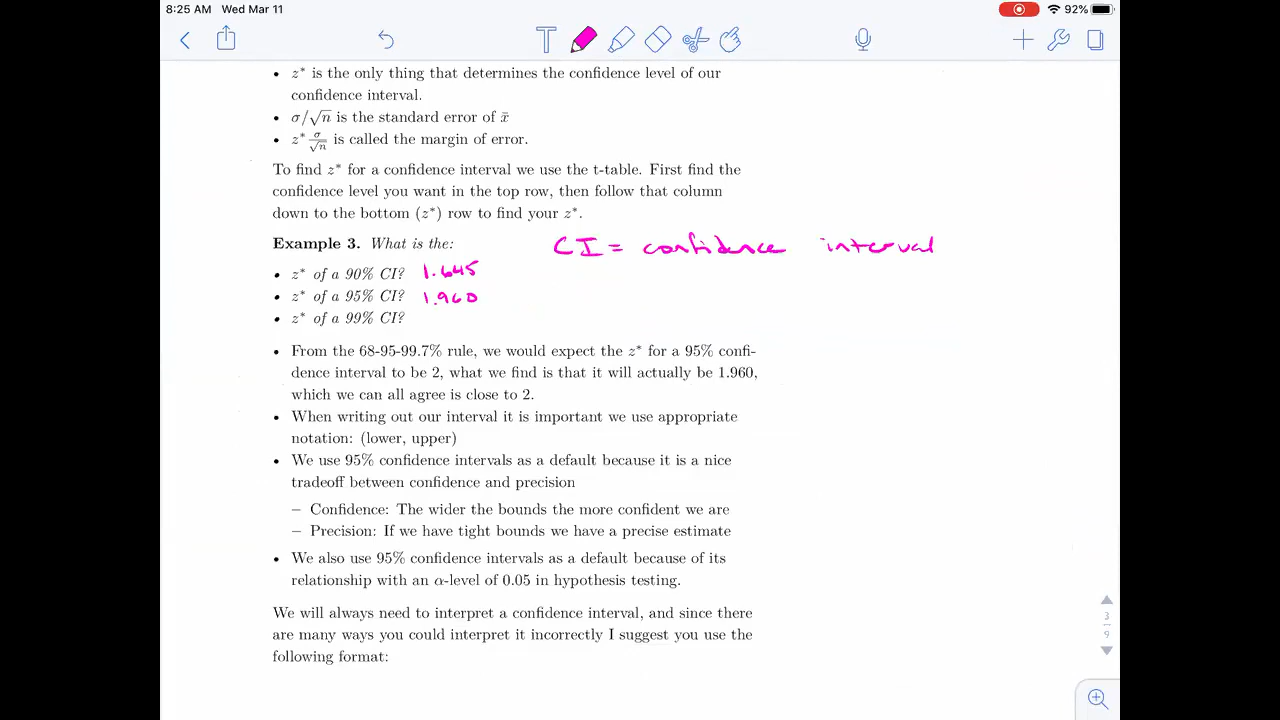 8:25 AM Wed Mar 11 92%
• z* is the only thing that determines the confidence level of our
confidence interval.
• σ/√n is the standard error of x̄
• z* σ/√n is called the margin of error.
To find z* for a confidence interval we use the t-table. First find the
confidence level you want in the top row, then follow that column
down to the bottom (z*) row to find your z*.
Example 3. What is the: CI = confidence interval
• z* of a 90% CI? 1.645
• z* of a 95% CI? 1.960
• z* of a 99% CI?
• From the 68-95-99.7% rule, we would expect the z* for a 95% confi-
dence interval to be 2, what we find is that it will actually be 1.960,
which we can all agree is close to 2.
• When writing out our interval it is important we use appropriate
notation: (lower, upper)
• We use 95% confidence intervals as a default because it is a nice
tradeoff between confidence and precision
– Confidence: The wider the bounds the more confident we are
– Precision: If we have tight bounds we have a precise estimate
• We also use 95% confidence intervals as a default because of its
relationship with an α-level of 0.05 in hypothesis testing.
We will always need to interpret a confidence interval, and since there
are many ways you could interpret it incorrectly I suggest you use the
following format:
3
9